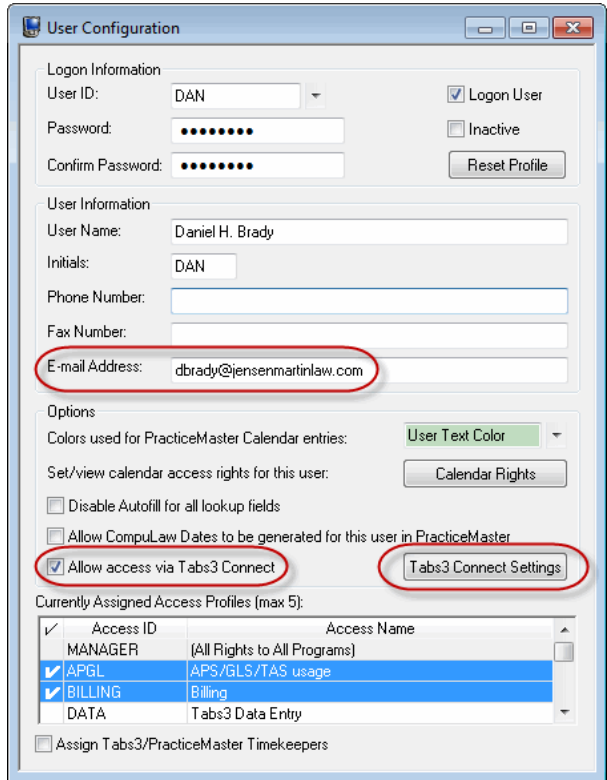 User Configuration
Logon Information
User ID: DAN
Logon User
Password: ●●●●●●●●
Inactive
Confirm Password: ●●●●●●●●
Reset Profile
User Information
User Name: Daniel H. Brady
Initials: DAN
Phone Number:
Fax Number:
E-mail Address: dbrady@jensenmartinlaw.com
Options
Colors used for PracticeMaster Calendar entries: User Text Color
Set/view calendar access rights for this user: Calendar Rights
Disable Autofill for all lookup fields
Allow CompuLaw Dates to be generated for this user in PracticeMaster
Allow access via Tabs3 Connect Tabs3 Connect Settings
Currently Assigned Access Profiles (max 5):
Access ID Access Name
MANAGER (All Rights to All Programs)
APGL APS/GLS/TAS usage
BILLING Billing
DATA Tabs3 Data Entry
Assign Tabs3/PracticeMaster Timekeepers